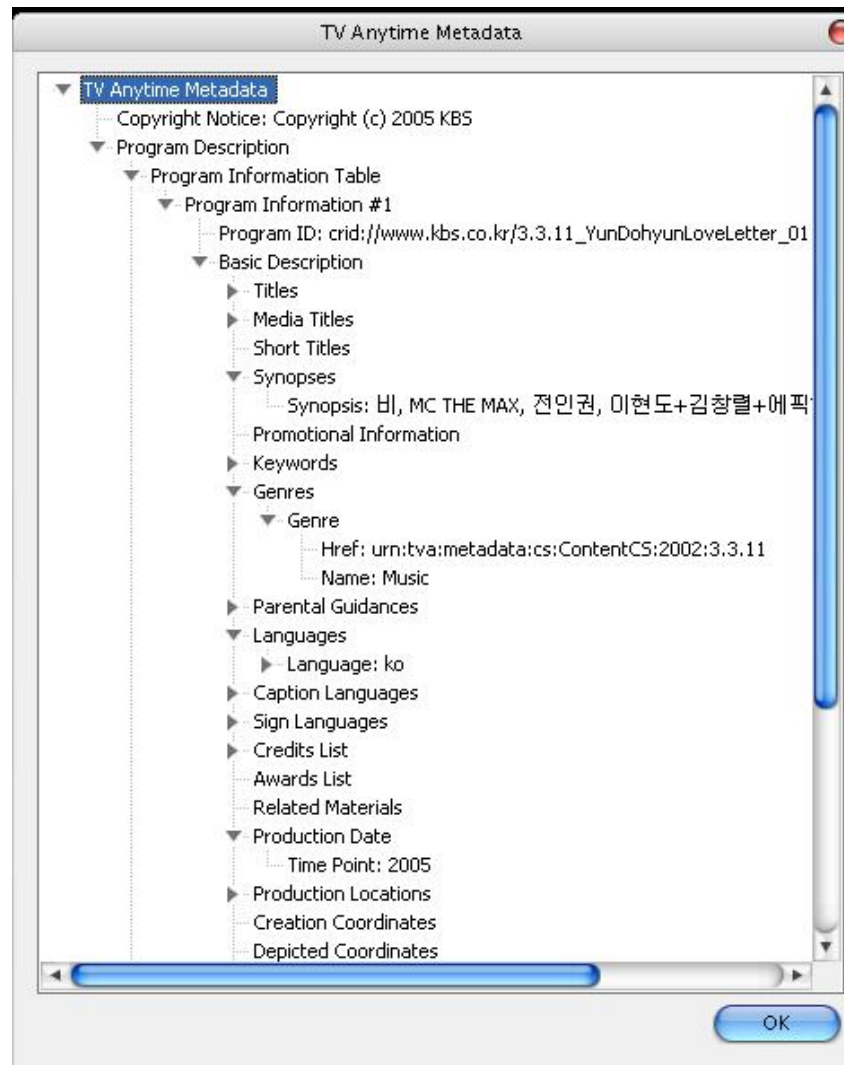 TV Anytime Metadata
TV Anytime Metadata
Copyright Notice: Copyright (c) 2005 KBS
Program Description
Program Information Table
Program Information #1
Program ID: crid://www.kbs.co.kr/3.3.11_YunDohyunLoveLetter_01
Basic Description
Titles
Media Titles
Short Titles
Synopses
Synopsis: 비, MC THE MAX, 전인권, 이현도+김창렬+에픽
Promotional Information
Keywords
Genres
Genre
Href: urn:tva:metadata:cs:ContentCS:2002:3.3.11
Name: Music
Parental Guidances
Languages
Language: ko
Caption Languages
Sign Languages
Credits List
Awards List
Related Materials
Production Date
Time Point: 2005
Production Locations
Creation Coordinates
Depicted Coordinates
OK